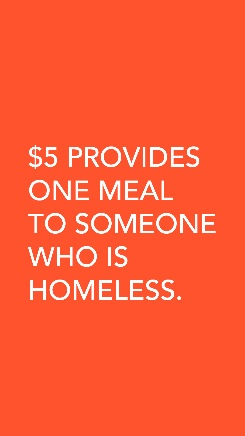 $5 PROVIDES
ONE MEAL
TO SOMEONE
WHO IS
HOMELESS.